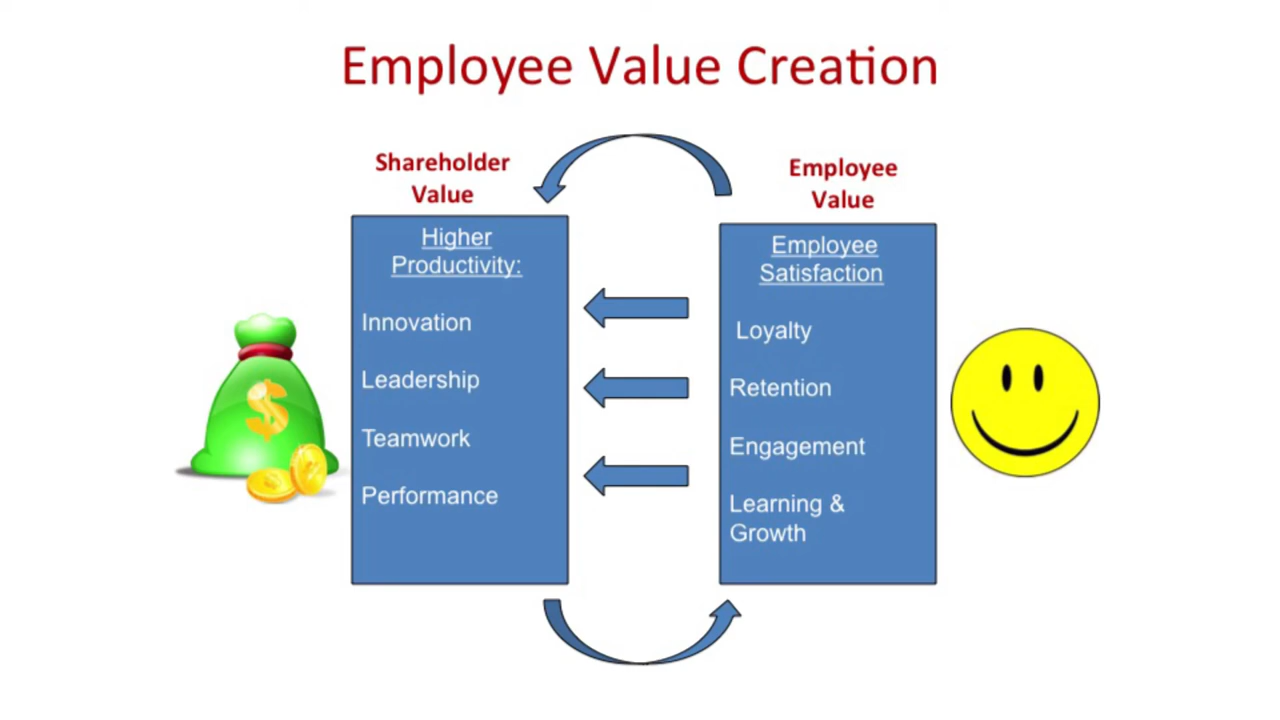 Employee Value Creation
Shareholder
Value
Higher
Productivity:
Innovation
Leadership
Teamwork
Performance
$
Employee
Value
Employee
Satisfaction
Loyalty
Retention
Engagement
Learning &
Growth